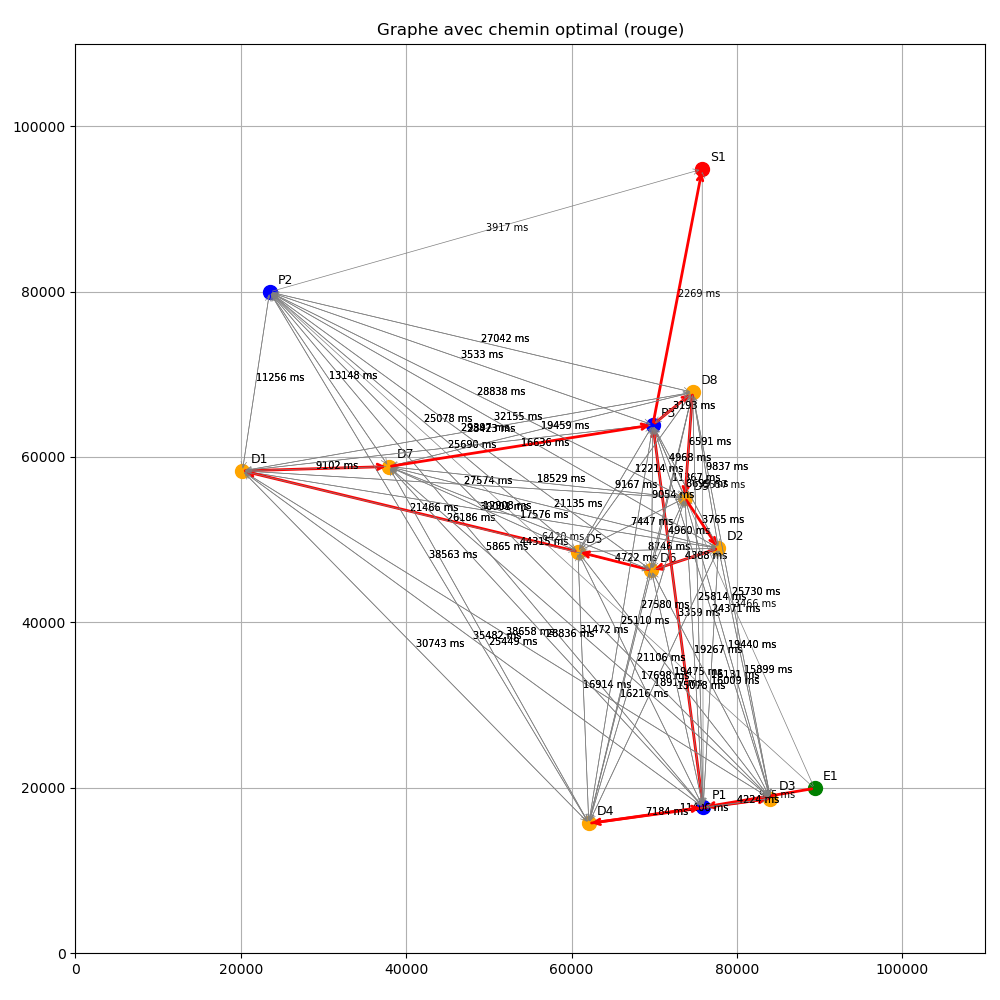 Graphe avec chemin optimal (rouge)
100000
80000
60000
40000
20000
0
0
20000
40000
60000
80000
100000
S1
3917 ms
2269 ms
P2
27042 ms
3533 ms
11256 ms
13148 ms
28838 ms
D8
3193 ms
25078 ms
32155 ms
19459 ms
25690 ms
16636 ms
6591 ms
D1
D7
9102 ms
4968 ms
12214 ms
9837 ms
27574 ms
18529 ms
9167 ms
9054 ms
21466 ms
26186 ms
21135 ms
17576 ms
7447 ms
3765 ms
4960 ms
D2
D5
5865 ms
44315 ms
8746 ms
38563 ms
4722 ms
D6
4388 ms
25814 ms
25730 ms
27580 ms
3359 ms
24371 ms
25110 ms
38658 ms
28836 ms
31472 ms
35482 ms
25449 ms
30743 ms
19440 ms
19267 ms
21106 ms
15899 ms
19475 ms
17698 ms
16009 ms
16914 ms
16216 ms
E1
D3
P1
4224 ms
D4
7184 ms